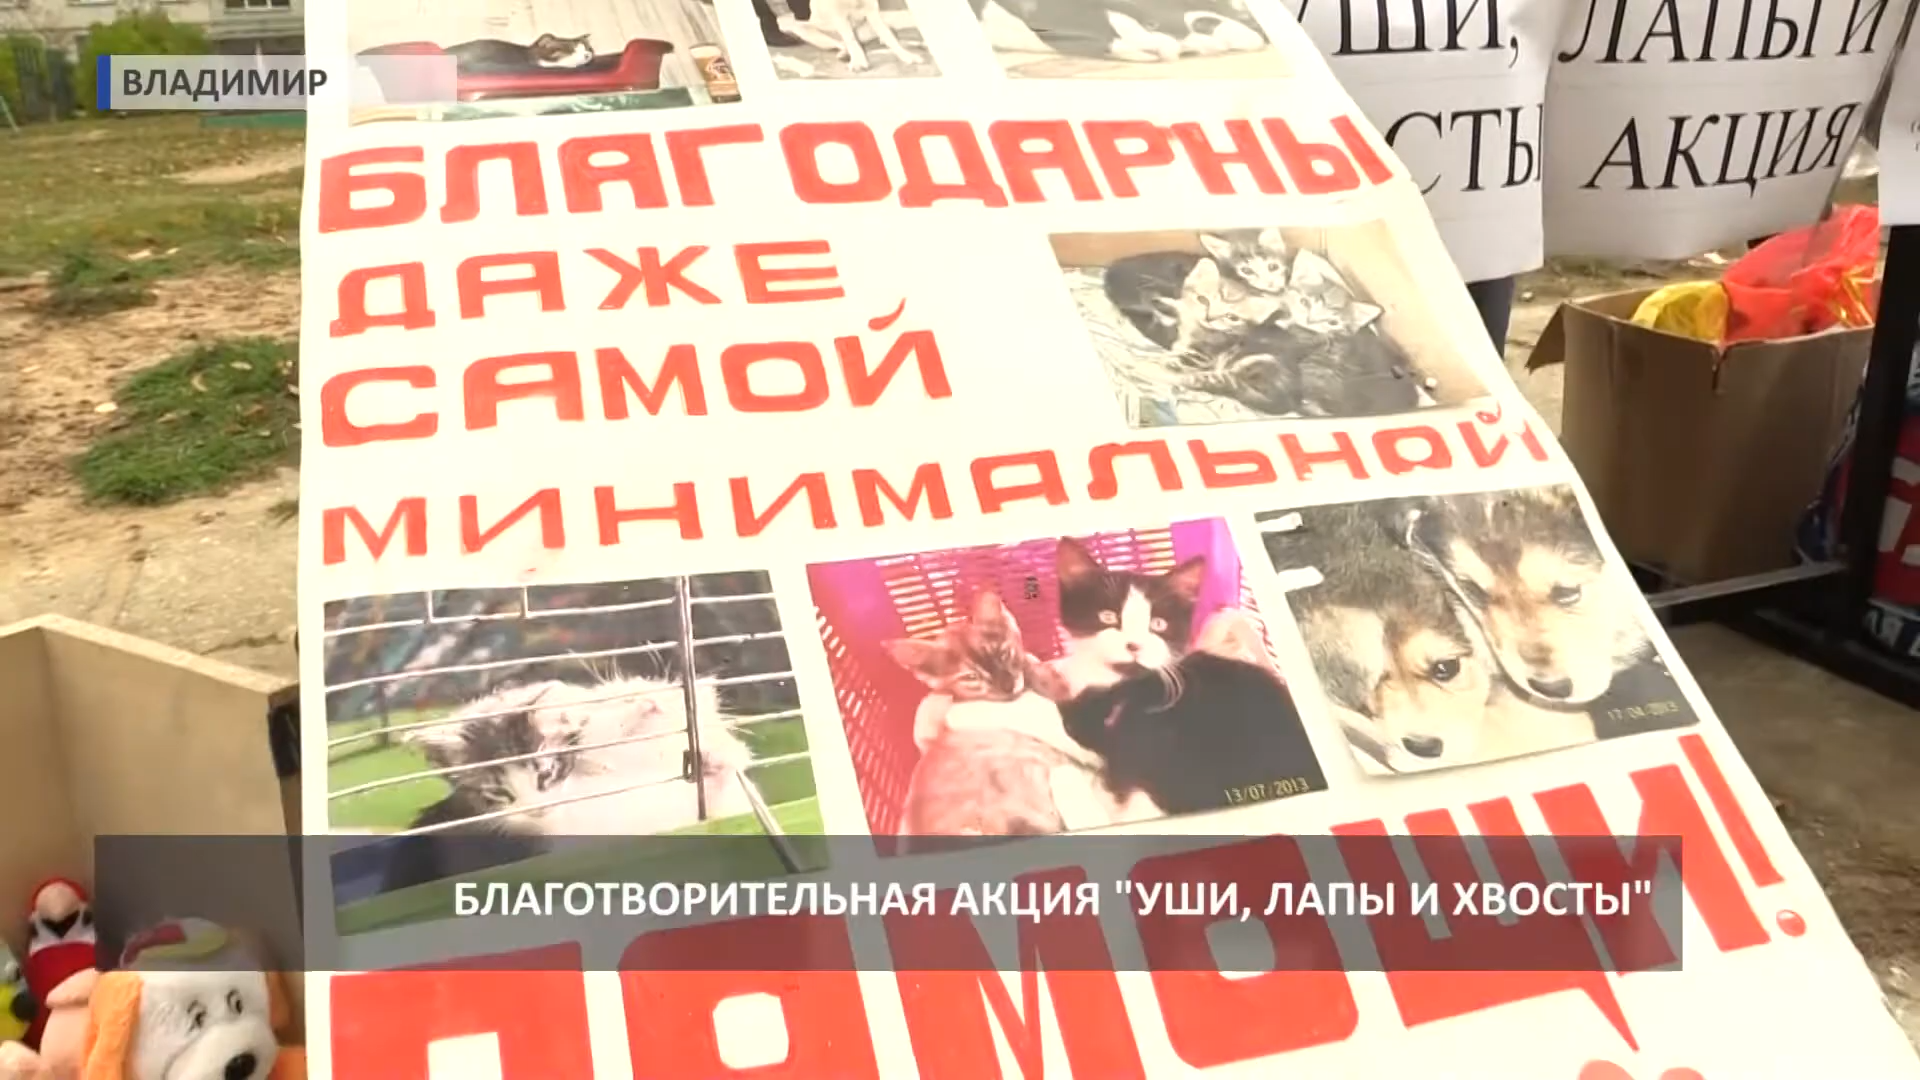 ВЛАДИМИР
БЛАГОДАРНЫ
ДАЖЕ
САМОЙ
МИНИМАЛЬНОЙ
ПОМОЩИ!
УШИ,
ЛАПЫ И
АКЦИЯ
13/07/2013
17/04/2013
БЛАГОТВОРИТЕЛЬНАЯ АКЦИЯ "УШИ, ЛАПЫ И ХВОСТЫ"